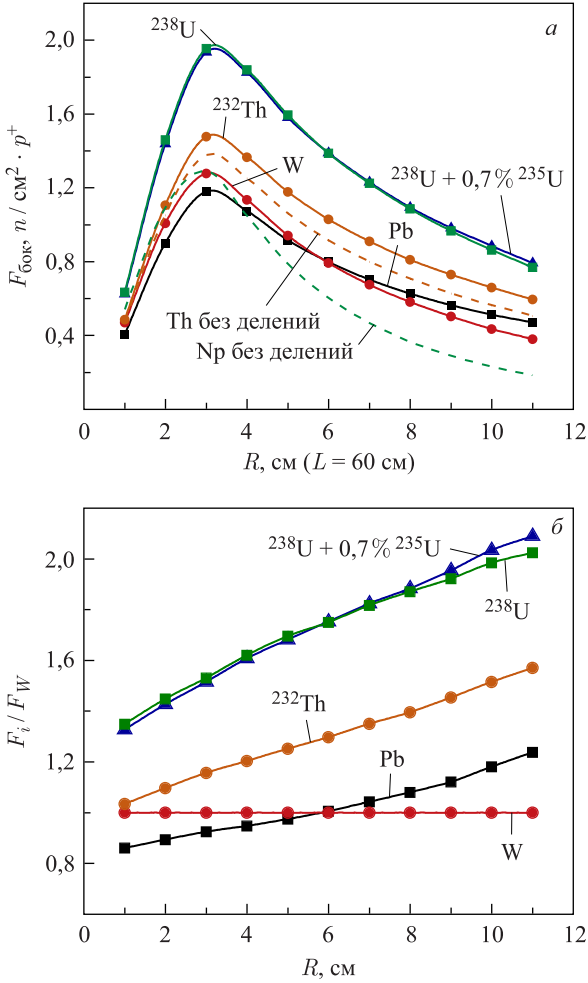 a
²³⁸U
2,0
1,6
²³²Th
W
1,2
²³⁸U + 0,7% ²³⁵U
Pb
0,8
Th без делений
Np без делений
0,4
Fбок, n/см² · p⁺
0 2 4 6 8 10 12
R, см (L = 60 см)
б
²³⁸U + 0,7% ²³⁵U
2,0
²³⁸U
1,6
²³²Th
1,2
Pb
W
0,8
Fi / FW
0 2 4 6 8 10 12
R, см